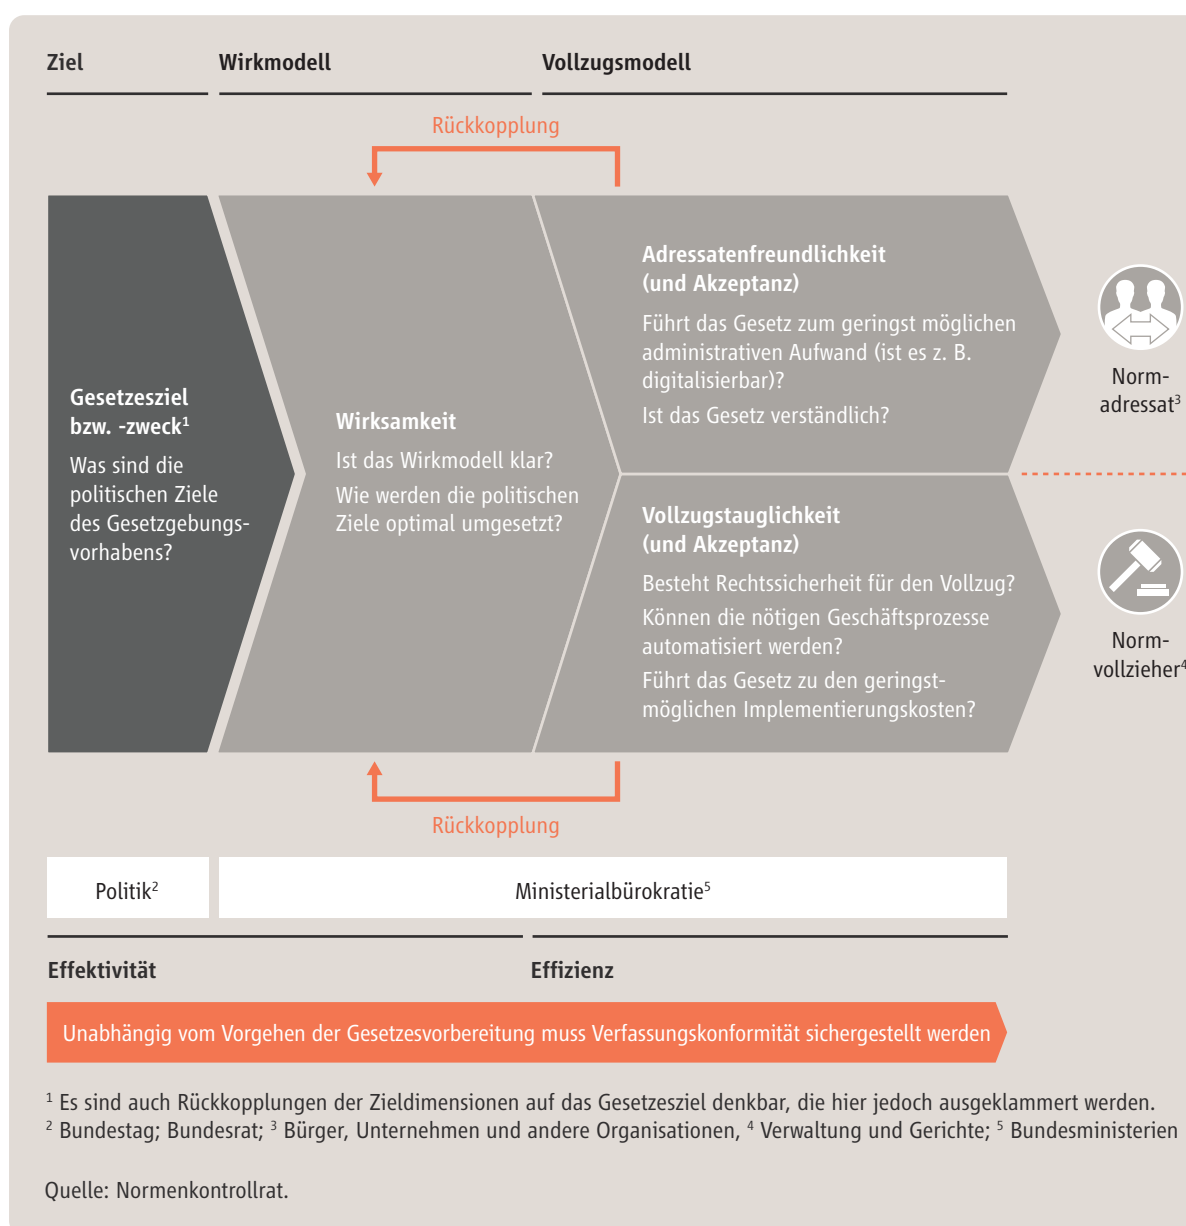 Ziel
Wirkmodell
Vollzugsmodell
Rückkopplung
Gesetzesziel
bzw. -zweck¹
Was sind die
politischen Ziele
des Gesetzgebungs-
vorhabens?
Wirksamkeit
Ist das Wirkmodell klar?
Wie werden die politischen
Ziele optimal umgesetzt?
Adressatenfreundlichkeit
(und Akzeptanz)
Führt das Gesetz zum geringst möglichen
administrativen Aufwand (ist es z. B.
digitalisierbar)?
Ist das Gesetz verständlich?
Norm-
adressat³
Vollzugstauglichkeit
(und Akzeptanz)
Besteht Rechtssicherheit für den Vollzug?
Können die nötigen Geschäftsprozesse
automatisiert werden?
Führt das Gesetz zu den geringst-
möglichen Implementierungskosten?
Norm-
vollzieher⁴
Rückkopplung
Politik²
Ministerialbürokratie⁵
Effektivität
Effizienz
Unabhängig vom Vorgehen der Gesetzesvorbereitung muss Verfassungskonformität sichergestellt werden
¹ Es sind auch Rückkopplungen der Zieldimensionen auf das Gesetzesziel denkbar, die hier jedoch ausgeklammert werden.
² Bundestag; Bundesrat; ³ Bürger, Unternehmen und andere Organisationen, ⁴ Verwaltung und Gerichte; ⁵ Bundesministerien
Quelle: Normenkontrollrat.